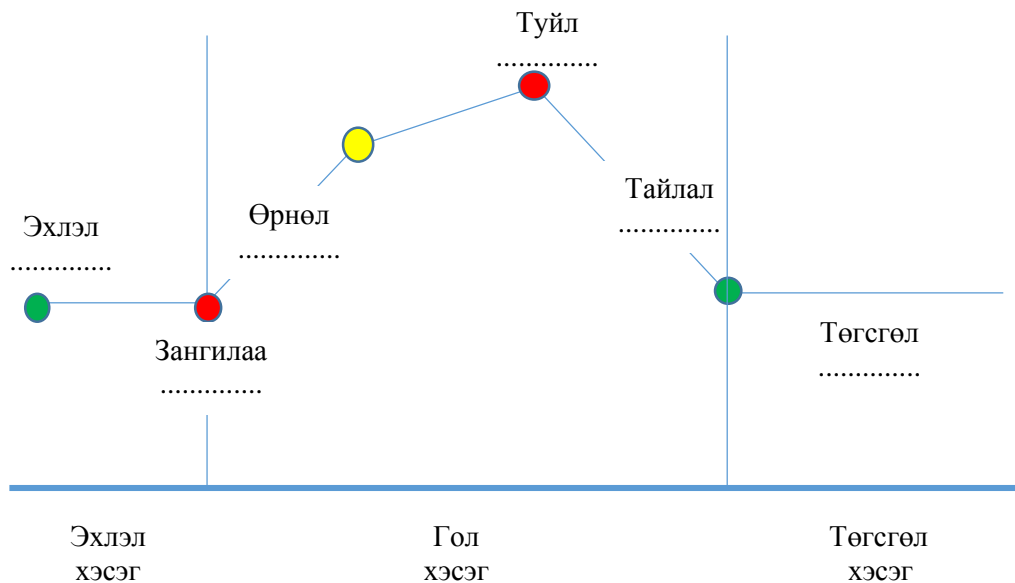 Туйл
..............
Тайлал
..............
Өрнөл
..............
Эхлэл
..............
Зангилаа
..............
Төгсгөл
..............
Эхлэл
хэсэг
Гол
хэсэг
Төгсгөл
хэсэг